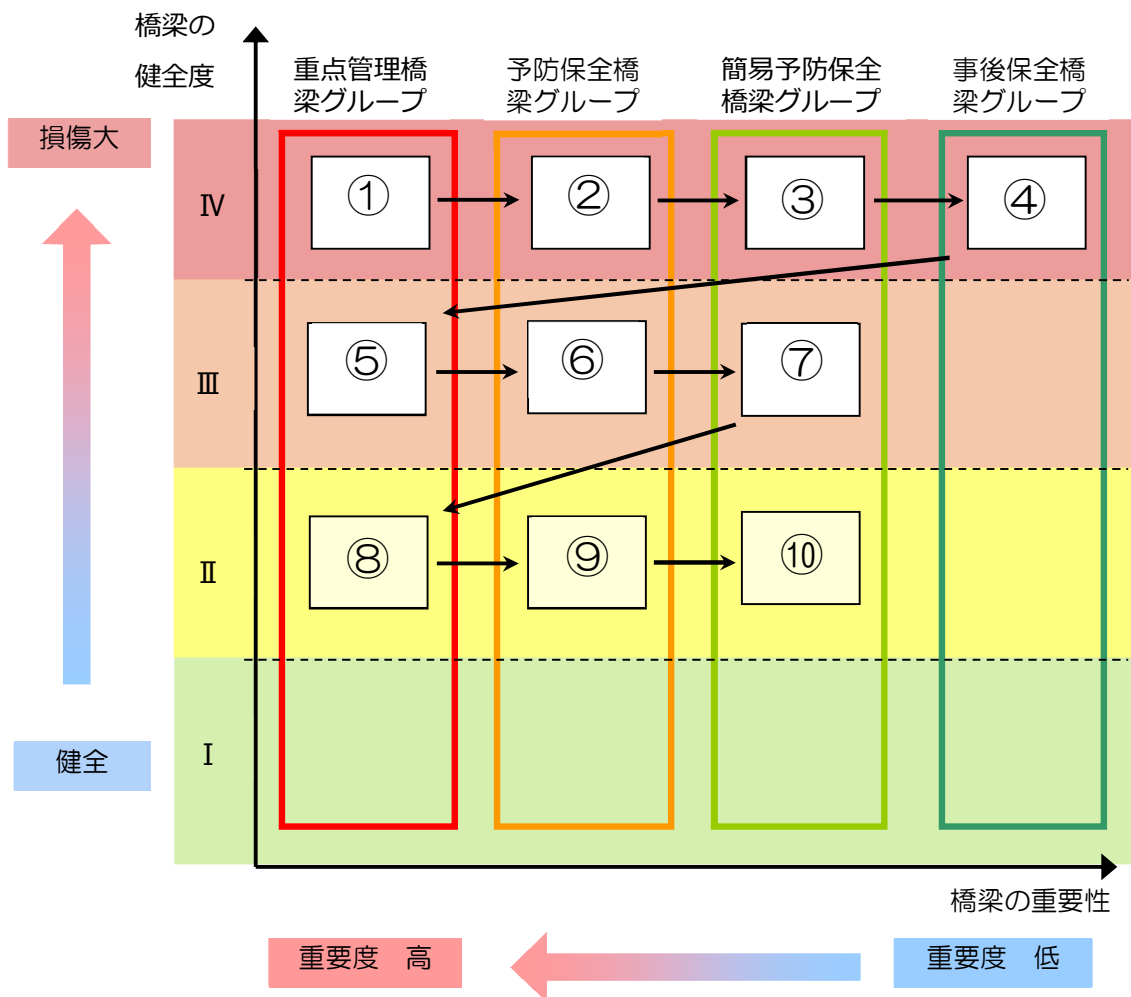 橋梁の
健全度
重点管理橋
梁グループ
予防保全橋
梁グループ
簡易予防保全
橋梁グループ
事後保全橋
梁グループ
損傷大
Ⅳ
①
②
③
④
Ⅲ
⑤
⑥
⑦
Ⅱ
⑧
⑨
⑩
Ⅰ
健全
橋梁の重要性
重要度　高
重要度　低